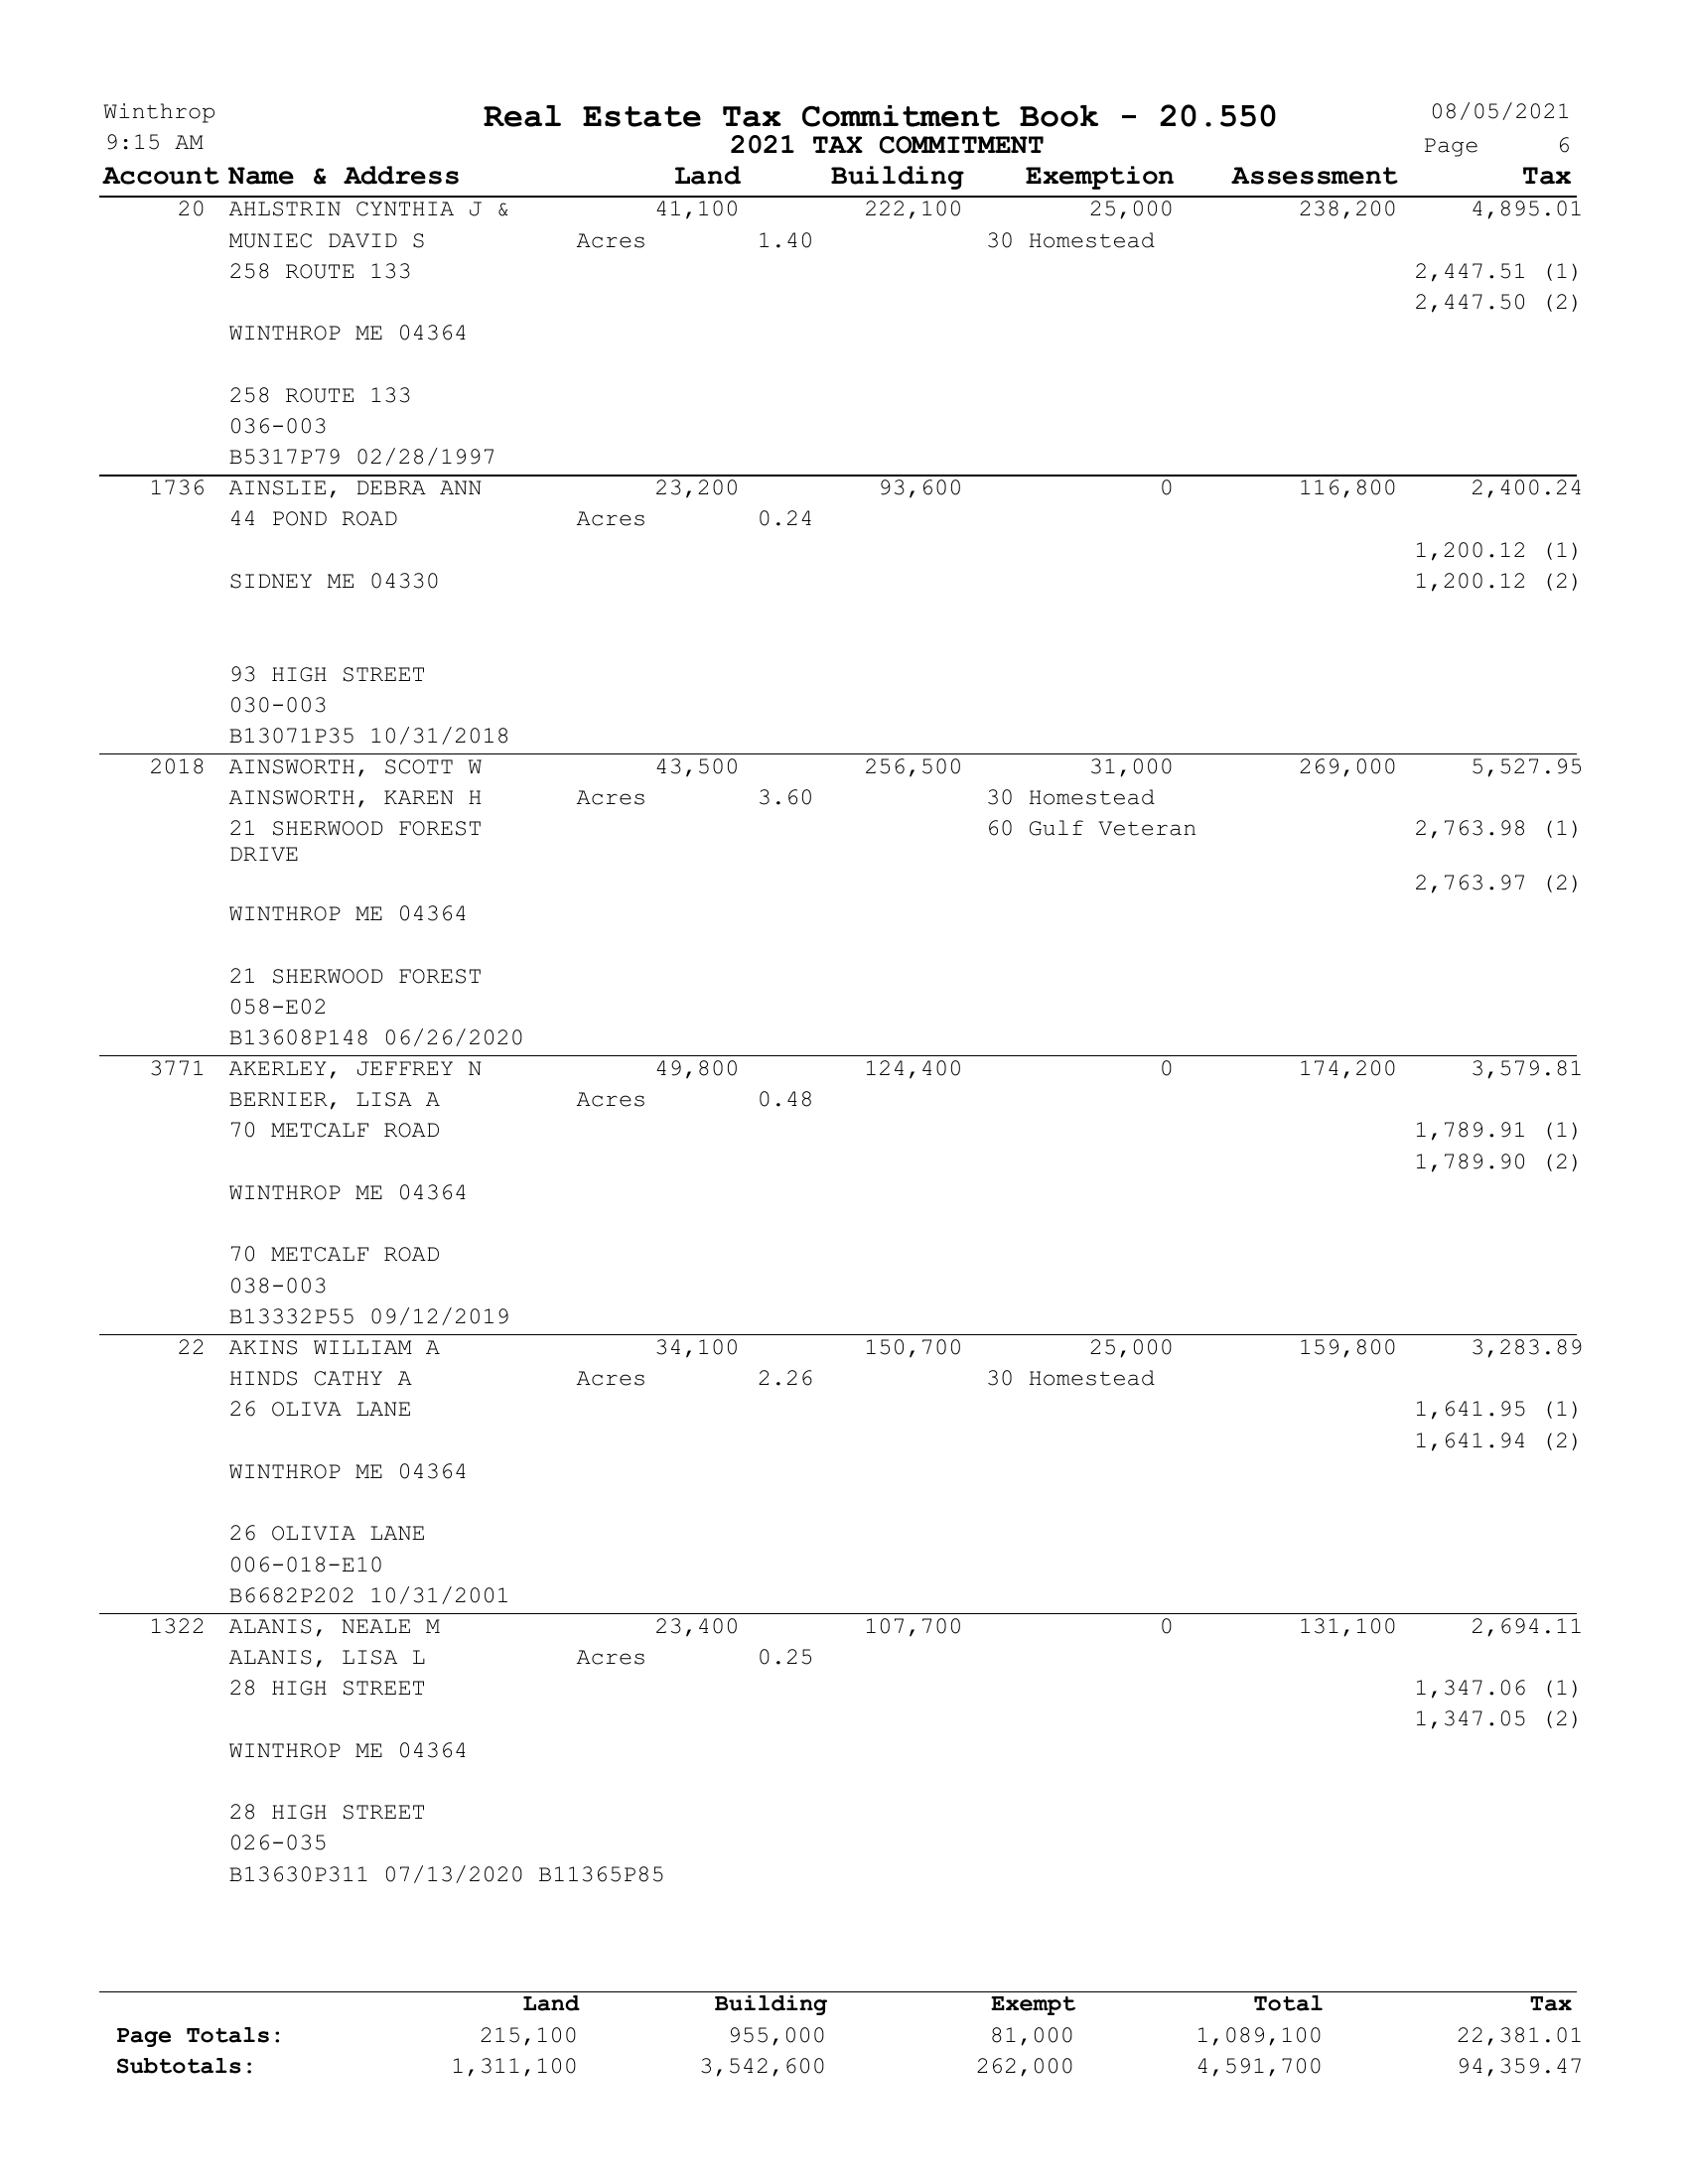 Winthrop Real Estate Tax Commitment Book - 20.550 08/05/2021
9:15 AM 2021 TAX COMMITMENT Page 6
Account Name & Address Land Building Exemption Assessment Tax
20 AHLSTRIN CYNTHIA J & 41,100 222,100 25,000 238,200 4,895.01
MUNIEC DAVID S Acres 1.40 30 Homestead
258 ROUTE 133 2,447.51 (1)
2,447.50 (2)
WINTHROP ME 04364
258 ROUTE 133
036-003
B5317P79 02/28/1997
1736 AINSLIE, DEBRA ANN 23,200 93,600 0 116,800 2,400.24
44 POND ROAD Acres 0.24
1,200.12 (1)
SIDNEY ME 04330 1,200.12 (2)
93 HIGH STREET
030-003
B13071P35 10/31/2018
2018 AINSWORTH, SCOTT W 43,500 256,500 31,000 269,000 5,527.95
AINSWORTH, KAREN H Acres 3.60 30 Homestead
21 SHERWOOD FOREST 60 Gulf Veteran 2,763.98 (1)
DRIVE
2,763.97 (2)
WINTHROP ME 04364
21 SHERWOOD FOREST
058-E02
B13608P148 06/26/2020
3771 AKERLEY, JEFFREY N 49,800 124,400 0 174,200 3,579.81
BERNIER, LISA A Acres 0.48
70 METCALF ROAD 1,789.91 (1)
1,789.90 (2)
WINTHROP ME 04364
70 METCALF ROAD
038-003
B13332P55 09/12/2019
22 AKINS WILLIAM A 34,100 150,700 25,000 159,800 3,283.89
HINDS CATHY A Acres 2.26 30 Homestead
26 OLIVA LANE 1,641.95 (1)
1,641.94 (2)
WINTHROP ME 04364
26 OLIVIA LANE
006-018-E10
B6682P202 10/31/2001
1322 ALANIS, NEALE M 23,400 107,700 0 131,100 2,694.11
ALANIS, LISA L Acres 0.25
28 HIGH STREET 1,347.06 (1)
1,347.05 (2)
WINTHROP ME 04364
28 HIGH STREET
026-035
B13630P311 07/13/2020 B11365P85
Land Building Exempt Total Tax
Page Totals: 215,100 955,000 81,000 1,089,100 22,381.01
Subtotals: 1,311,100 3,542,600 262,000 4,591,700 94,359.47